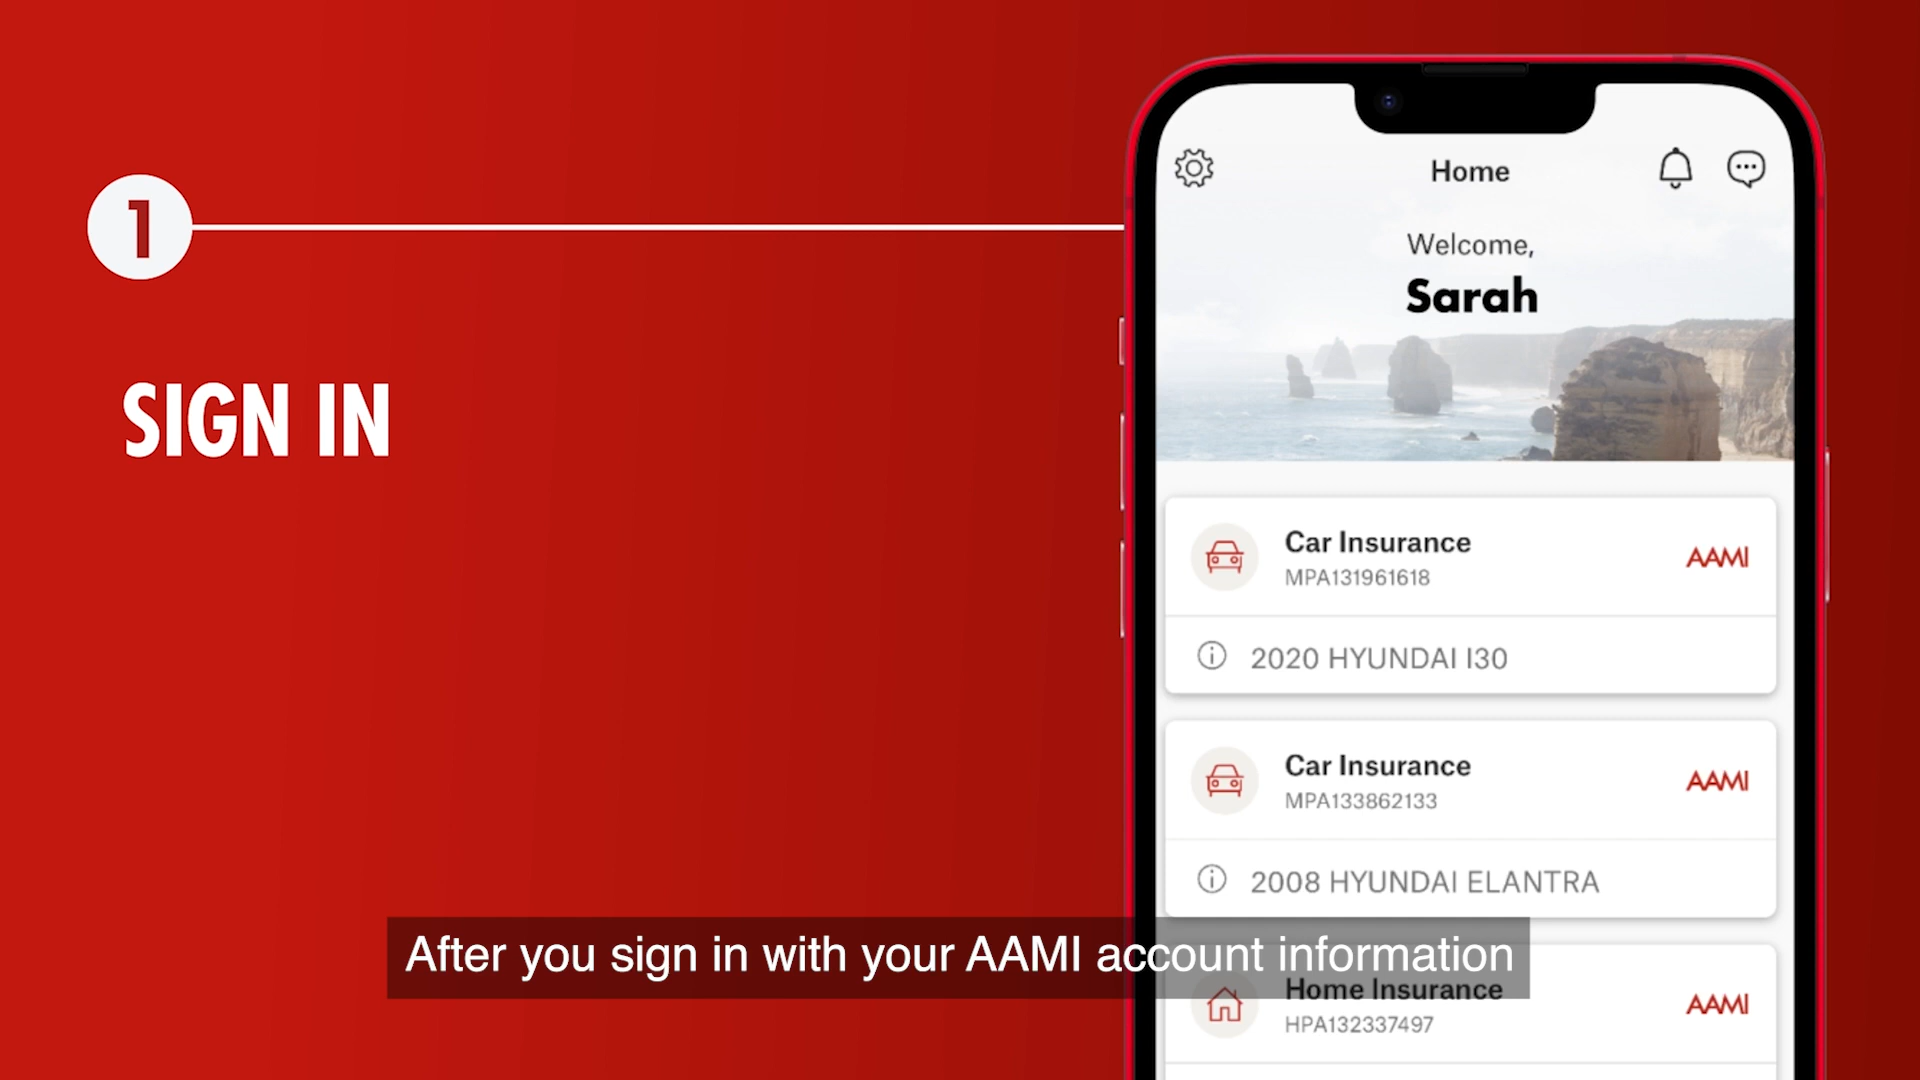 1
SIGN IN
Home
Welcome,
Sarah
Car Insurance
MPA131961618
AAMI
2020 HYUNDAI I30
Car Insurance
MPA133862133
AAMI
2008 HYUNDAI ELANTRA
After you sign in with your AAMI account information
Home Insurance
HPA132337497
AAMI